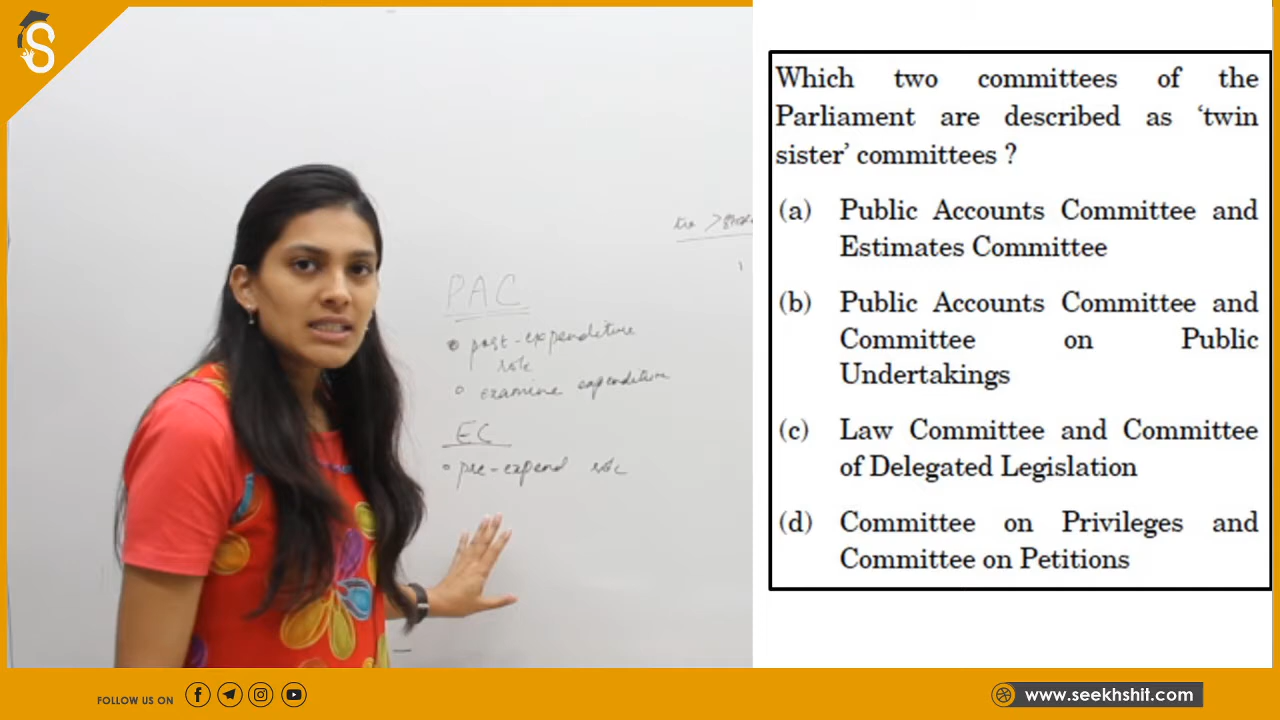 S
PAC
post-expenditure
role
examine expenditure
EC
pre-expend role
Which two committees of the
Parliament are described as ‘twin
sister’ committees ?
(a) Public Accounts Committee and
Estimates Committee
(b) Public Accounts Committee and
Committee on Public
Undertakings
(c) Law Committee and Committee
of Delegated Legislation
(d) Committee on Privileges and
Committee on Petitions
FOLLOW US ON
www.seekhshit.com